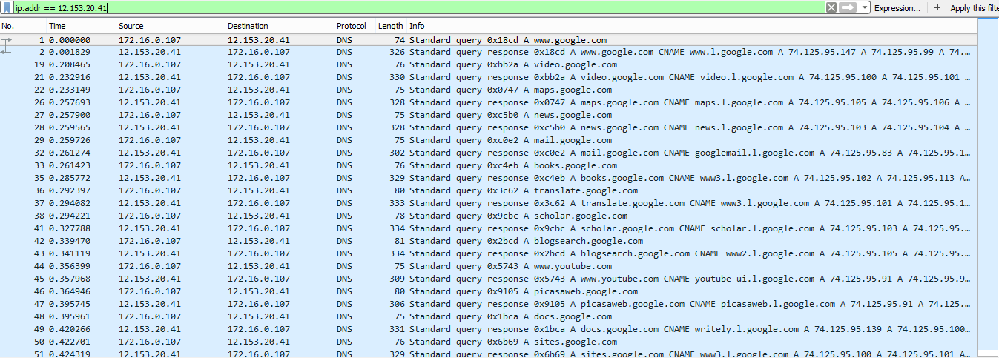 ip.addr == 12.153.20.41 Expression... + Apply this filte
No. Time Source Destination Protocol Length Info
1 0.000000 172.16.0.107 12.153.20.41 DNS 74 Standard query 0x18cd A www.google.com
2 0.001829 12.153.20.41 172.16.0.107 DNS 326 Standard query response 0x18cd A www.google.com CNAME www.l.google.com A 74.125.95.147 A 74.125.95.99 A 74....
19 0.208465 172.16.0.107 12.153.20.41 DNS 76 Standard query 0xbb2a A video.google.com
21 0.232916 12.153.20.41 172.16.0.107 DNS 330 Standard query response 0xbb2a A video.google.com CNAME video.l.google.com A 74.125.95.100 A 74.125.95.101 ...
22 0.233149 172.16.0.107 12.153.20.41 DNS 75 Standard query 0x0747 A maps.google.com
26 0.257693 12.153.20.41 172.16.0.107 DNS 328 Standard query response 0x0747 A maps.google.com CNAME maps.l.google.com A 74.125.95.105 A 74.125.95.106 A ...
27 0.257900 172.16.0.107 12.153.20.41 DNS 75 Standard query 0xc5b0 A news.google.com
28 0.259565 12.153.20.41 172.16.0.107 DNS 328 Standard query response 0xc5b0 A news.google.com CNAME news.l.google.com A 74.125.95.103 A 74.125.95.104 A ...
29 0.259726 172.16.0.107 12.153.20.41 DNS 75 Standard query 0xc0e2 A mail.google.com
32 0.261274 12.153.20.41 172.16.0.107 DNS 302 Standard query response 0xc0e2 A mail.google.com CNAME googlemail.l.google.com A 74.125.95.83 A 74.125.95.1...
33 0.261423 172.16.0.107 12.153.20.41 DNS 76 Standard query 0xc4eb A books.google.com
35 0.285772 12.153.20.41 172.16.0.107 DNS 329 Standard query response 0xc4eb A books.google.com CNAME www3.l.google.com A 74.125.95.102 A 74.125.95.113 A...
36 0.292397 172.16.0.107 12.153.20.41 DNS 80 Standard query 0x3c62 A translate.google.com
37 0.294082 12.153.20.41 172.16.0.107 DNS 333 Standard query response 0x3c62 A translate.google.com CNAME www3.l.google.com A 74.125.95.101 A 74.125.95.1...
38 0.294221 172.16.0.107 12.153.20.41 DNS 78 Standard query 0x9cbc A scholar.google.com
41 0.327788 12.153.20.41 172.16.0.107 DNS 334 Standard query response 0x9cbc A scholar.google.com CNAME scholar.l.google.com A 74.125.95.103 A 74.125.95...
42 0.339470 172.16.0.107 12.153.20.41 DNS 81 Standard query 0x2bcd A blogsearch.google.com
43 0.341119 12.153.20.41 172.16.0.107 DNS 334 Standard query response 0x2bcd A blogsearch.google.com CNAME www2.l.google.com A 74.125.95.105 A 74.125.95....
44 0.356399 172.16.0.107 12.153.20.41 DNS 75 Standard query 0x5743 A www.youtube.com
45 0.357968 12.153.20.41 172.16.0.107 DNS 309 Standard query response 0x5743 A www.youtube.com CNAME youtube-ui.l.google.com A 74.125.95.91 A 74.125.95.9...
46 0.364946 172.16.0.107 12.153.20.41 DNS 80 Standard query 0x9105 A picasaweb.google.com
47 0.395745 12.153.20.41 172.16.0.107 DNS 306 Standard query response 0x9105 A picasaweb.google.com CNAME picasaweb.l.google.com A 74.125.95.91 A 74.125....
48 0.395961 172.16.0.107 12.153.20.41 DNS 75 Standard query 0x1bca A docs.google.com
49 0.420266 12.153.20.41 172.16.0.107 DNS 331 Standard query response 0x1bca A docs.google.com CNAME writely.l.google.com A 74.125.95.139 A 74.125.95.100...
50 0.422701 172.16.0.107 12.153.20.41 DNS 76 Standard query 0x6b69 A sites.google.com
51 0.424319 12.153.20.41 172.16.0.107 DNS 329 Standard query response 0x6b69 A sites.google.com CNAME www3.l.google.com A 74.125.95.100 A 74.125.95.101 A...